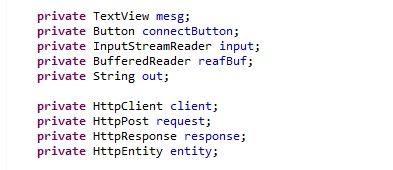 private TextView mesg;
private Button connectButton;
private InputStreamReader input;
private BufferedReader reafBuf;
private String out;
private HttpClient client;
private HttpPost request;
private HttpResponse response;
private HttpEntity entity;